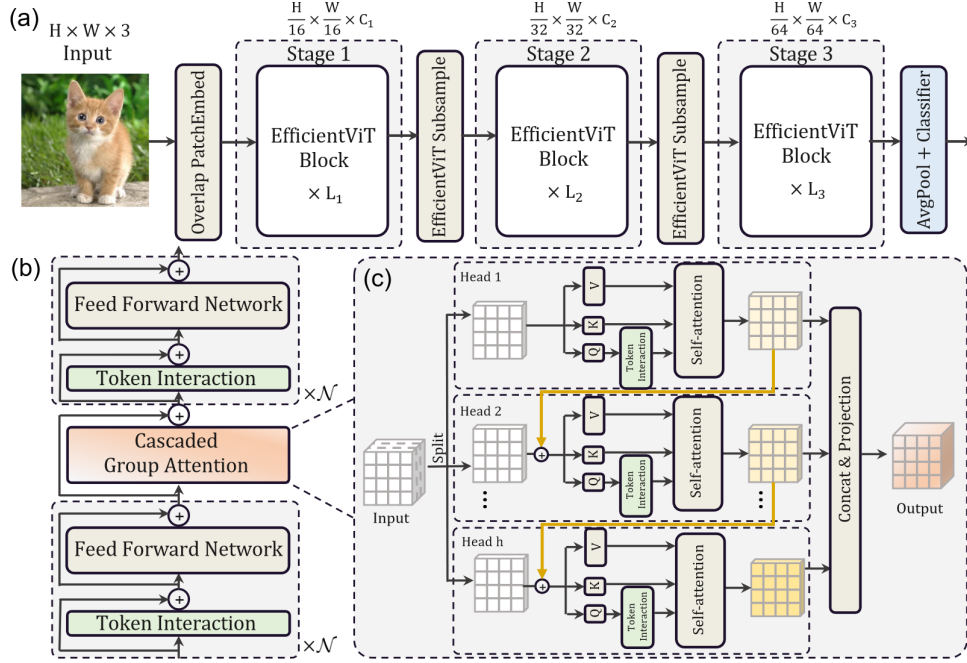 (a)
H × W × 3
Input
Overlap PatchEmbed
H/16 × W/16 × C₁
Stage 1
EfficientViT
Block
× L₁
EfficientViT Subsample
H/32 × W/32 × C₂
Stage 2
EfficientViT
Block
× L₂
EfficientViT Subsample
H/64 × W/64 × C₃
Stage 3
EfficientViT
Block
× L₃
AvgPool + Classifier
(b)
+
Feed Forward Network
+
Token Interaction
×𝒩
+
Cascaded
Group Attention
+
Feed Forward Network
+
Token Interaction
×𝒩
(c)
Input
Split
Head 1
V
K
Q
Token
Interaction
Self-attention
Head 2
+
V
K
Q
Token
Interaction
Self-attention
...
...
Head h
+
V
K
Q
Token
Interaction
Self-attention
Concat & Projection
Output